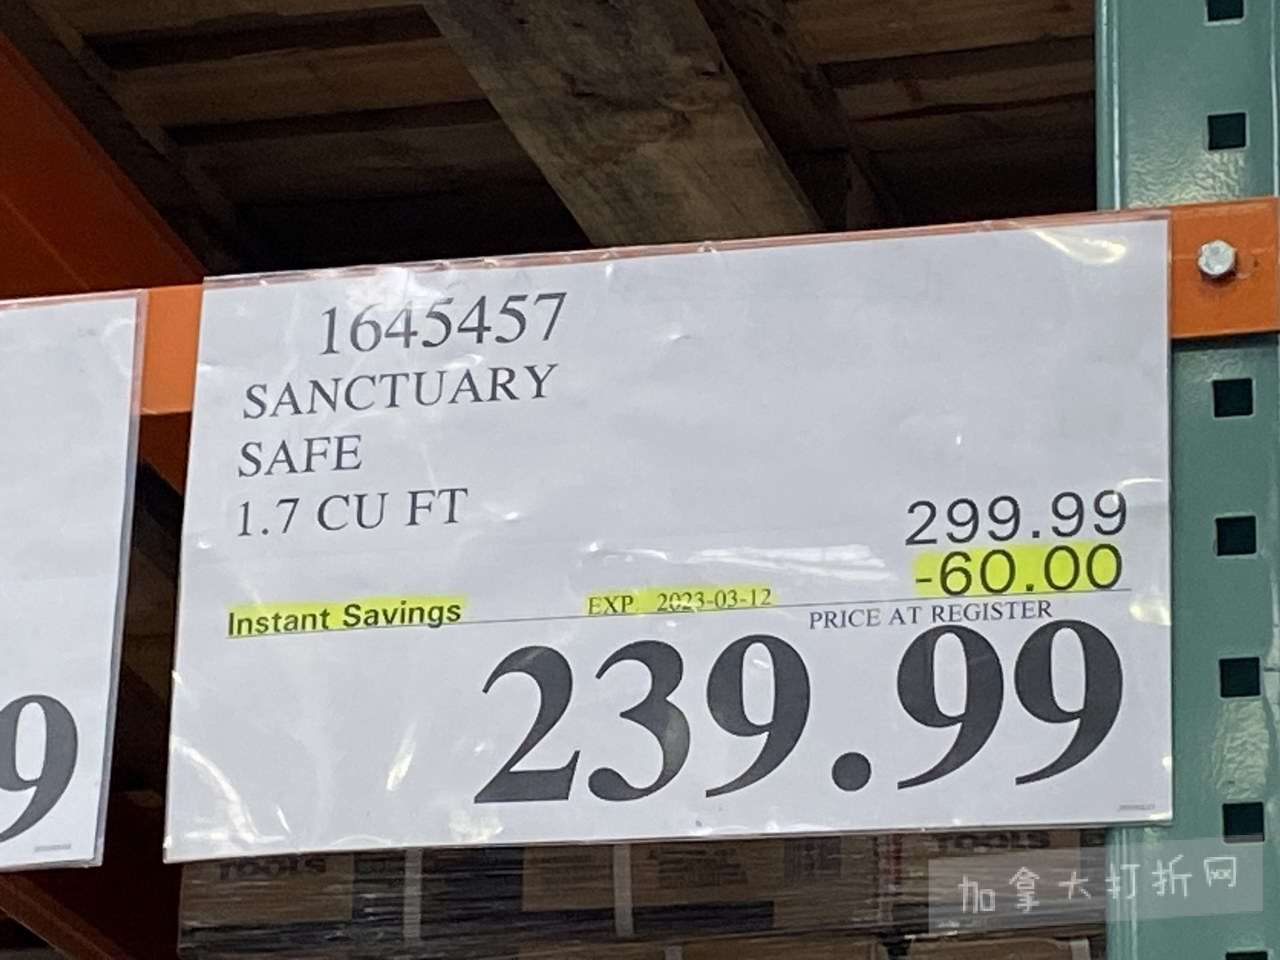 1645457
SANCTUARY
SAFE
1.7 CU FT
299.99
-60.00
Instant Savings EXP. 2023-03-12
PRICE AT REGISTER
239.99
9
TOOLS
加拿大打折网